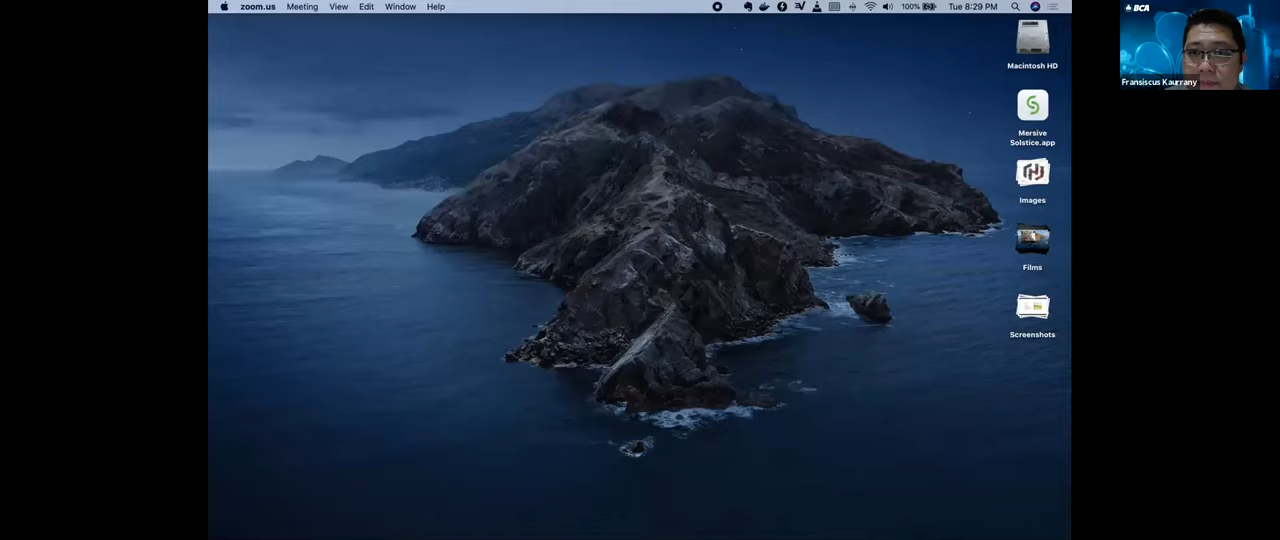 zoom.us Meeting View Edit Window Help 100% Tue 8:29 PM
Macintosh HD
Mersive
Solstice.app
Images
Films
Screenshots
BCA
Fransiscus Kaurrany